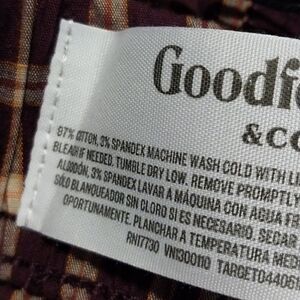 Goodfe
& CO
97% COTTON, 3% SPANDEX MACHINE WASH COLD WITH LI
BLEACH IF NEEDED. TUMBLE DRY LOW. REMOVE PROMPTLY
ALGODÓN, 3% SPANDEX LAVAR A MÁQUINA CON AGUA FR
SÓLO BLANQUEADOR SIN CLORO SI ES NECESARIO. SECAR
OPORTUNAMENTE. PLANCHAR A TEMPERATURA MED
RN17730 VN1300110 TARGET044065